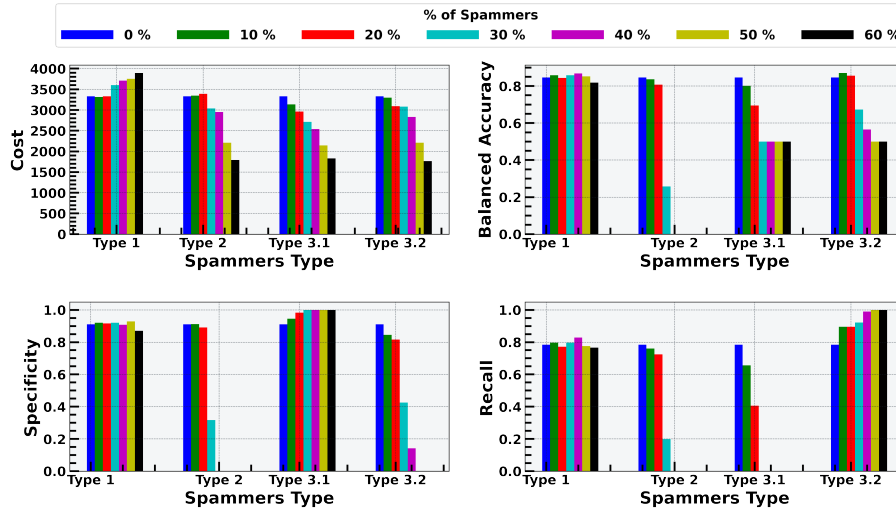 % of Spammers
0 % 10 % 20 % 30 % 40 % 50 % 60 %
4000
3500
3000
2500
2000
1500
1000
500
0
Cost
Type 1 Type 2 Type 3.1 Type 3.2
Spammers Type
0.8
0.6
0.4
0.2
0.0
Balanced Accuracy
Type 1 Type 2 Type 3.1 Type 3.2
Spammers Type
1.0
0.8
0.6
0.4
0.2
0.0
Specificity
Type 1 Type 2 Type 3.1 Type 3.2
Spammers Type
1.0
0.8
0.6
0.4
0.2
0.0
Recall
Type 1 Type 2 Type 3.1 Type 3.2
Spammers Type